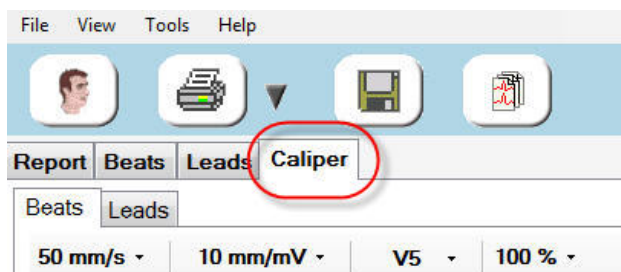 File View Tools Help
Report Beats Leads Caliper
Beats Leads
50 mm/s 10 mm/mV V5 100 %